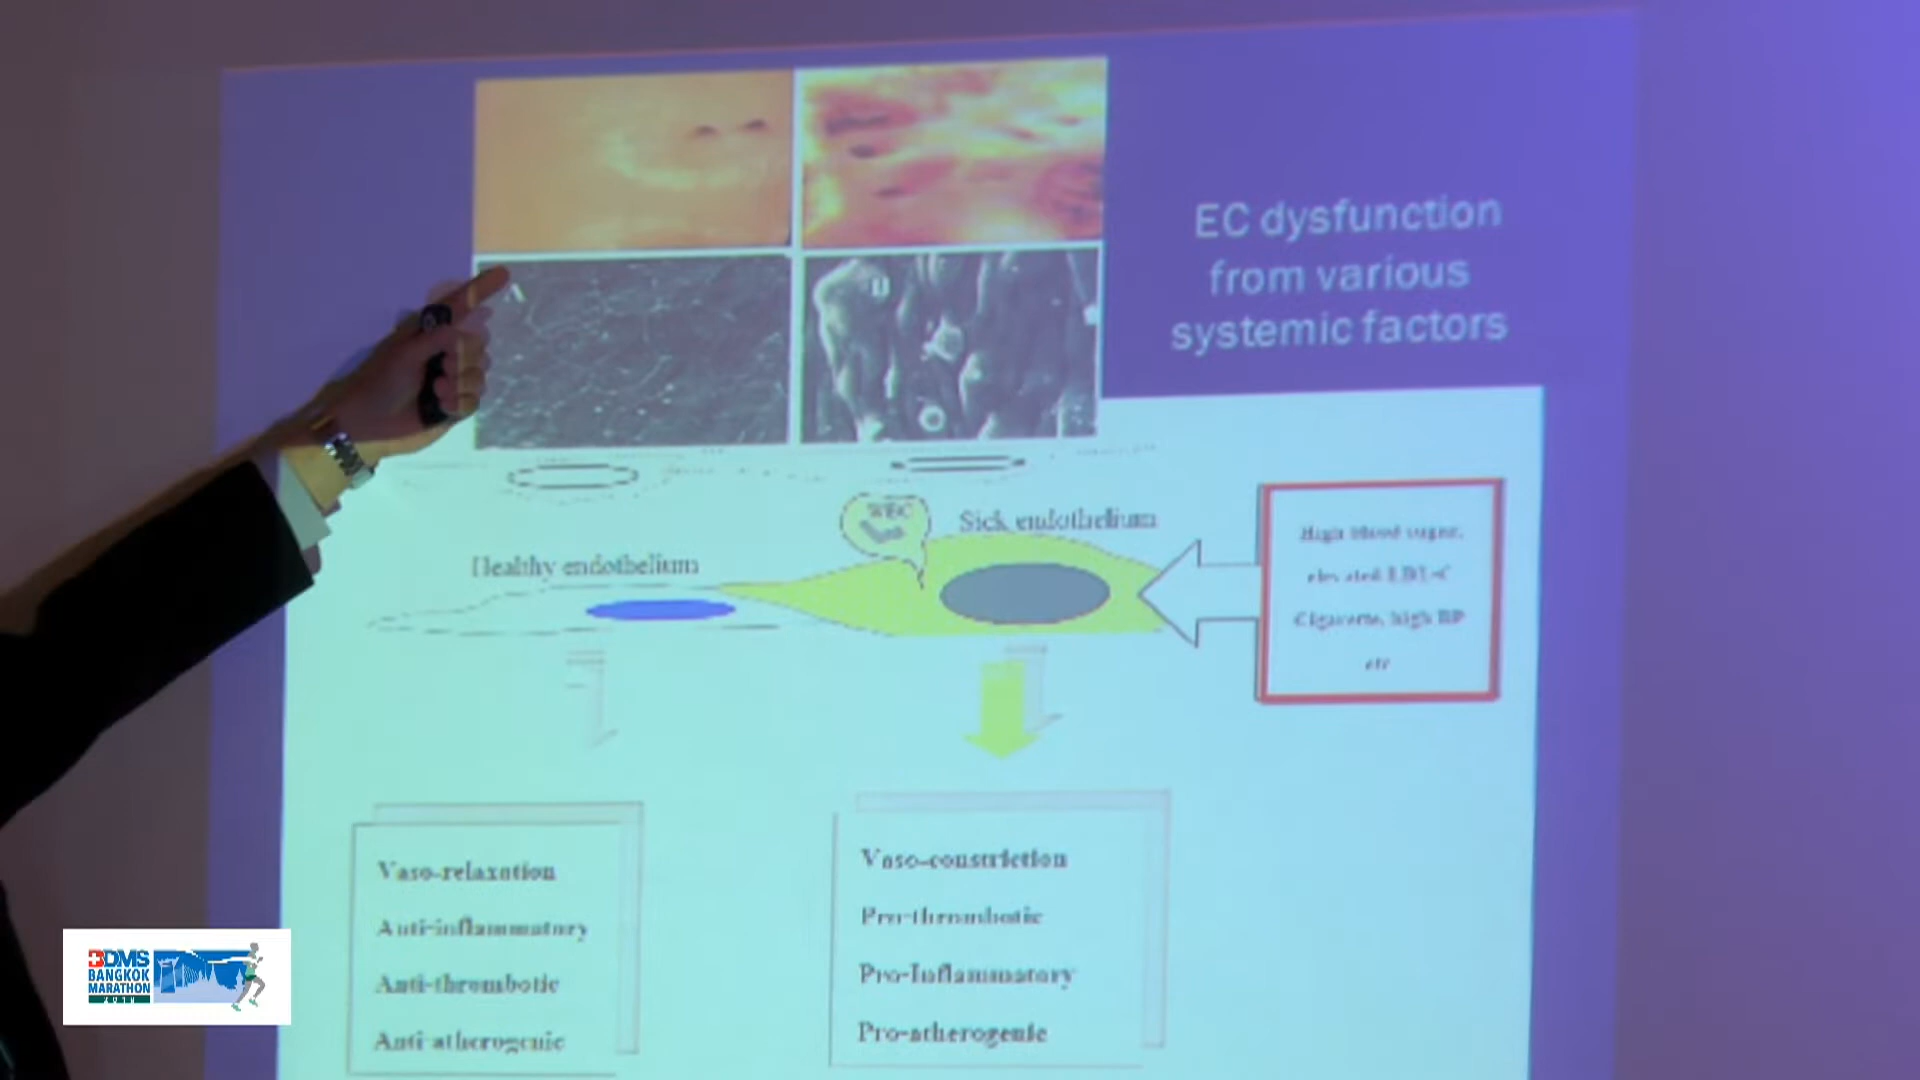 EC dysfunction
from various
systemic factors
A
WBC
Sick endothelium
Healthy endothelium
High blood sugar,
elevated LDL-C
Cigarette, high BP
etc
Vaso-relaxation
Anti-inflammatory
Anti-thrombotic
Anti-atherogenic
Vaso-constriction
Pro-thrombotic
Pro-Inflammatory
Pro-atherogenic
BDMS
BANGKOK
MARATHON